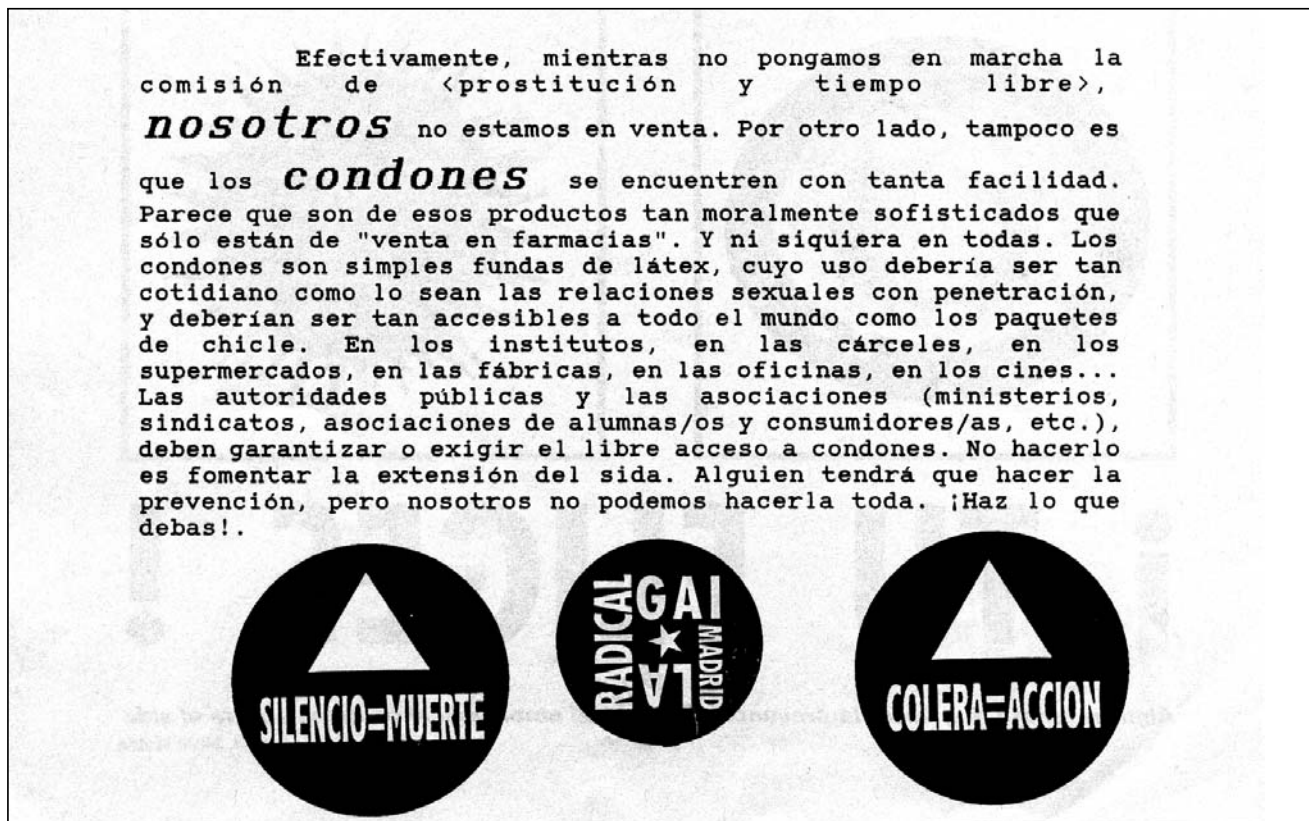 Efectivamente, mientras no pongamos en marcha la
comisión de <prostitución y tiempo libre>,
nosotros no estamos en venta. Por otro lado, tampoco es
que los condones se encuentren con tanta facilidad.
Parece que son de esos productos tan moralmente sofisticados que
sólo están de "venta en farmacias". Y ni siquiera en todas. Los
condones son simples fundas de látex, cuyo uso debería ser tan
cotidiano como lo sean las relaciones sexuales con penetración,
y deberían ser tan accesibles a todo el mundo como los paquetes
de chicle. En los institutos, en las cárceles, en los
supermercados, en las fábricas, en las oficinas, en los cines...
Las autoridades públicas y las asociaciones (ministerios,
sindicatos, asociaciones de alumnas/os y consumidores/as, etc.),
deben garantizar o exigir el libre acceso a condones. No hacerlo
es fomentar la extensión del sida. Alguien tendrá que hacer la
prevención, pero nosotros no podemos hacerla toda. ¡Haz lo que
debas!.
SILENCIO=MUERTE
LA
RADICAL
GAI
MADRID
COLERA=ACCION